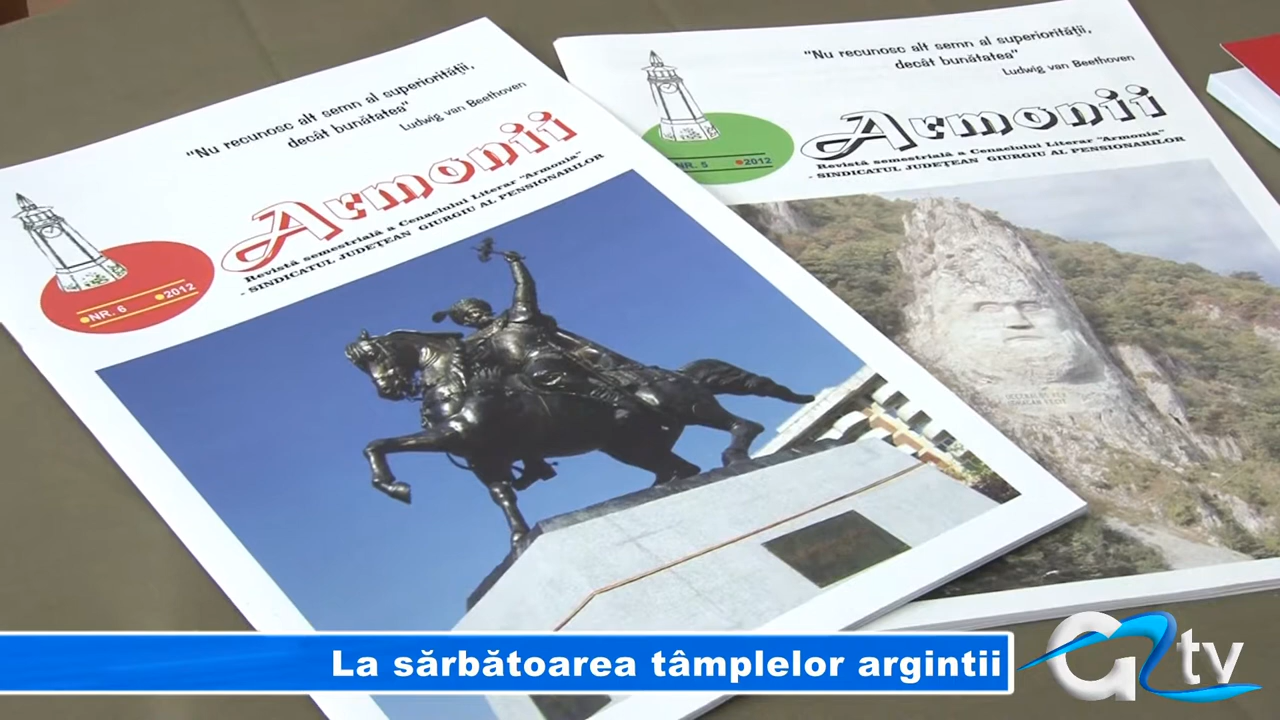 "Nu recunosc alt semn al superiorității,
decât bunătatea"
Ludwig van Beethoven
Armonii
Revistă semestrială a Cenaclului Literar "Armonia"
- SINDICATUL JUDEȚEAN GIURGIU AL PENSIONARILOR
NR. 6 2012
"Nu recunosc alt semn al superiorității,
decât bunătatea"
Ludwig van Beethoven
Armonii
Revistă semestrială a Cenaclului Literar "Armonia"
- SINDICATUL JUDEȚEAN GIURGIU AL PENSIONARILOR
NR. 5 2012
La sărbătoarea tâmplelor argintii
tv